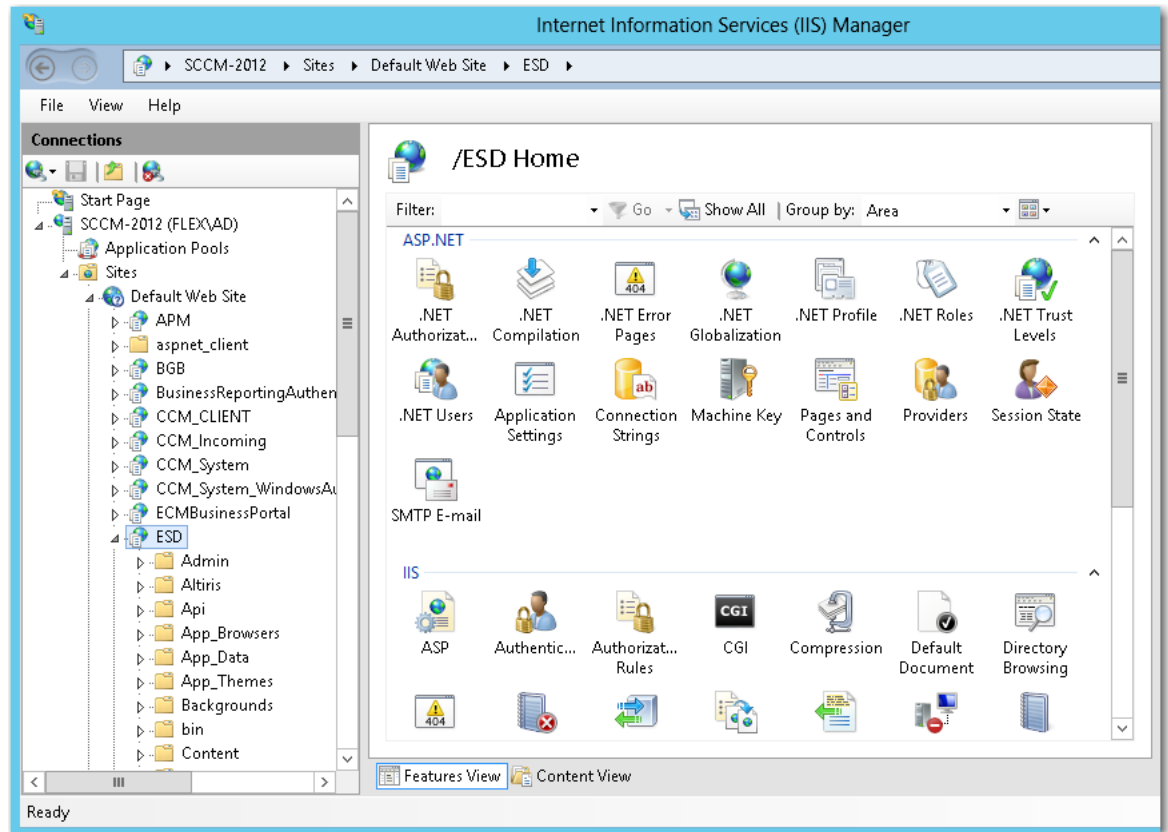 Internet Information Services (IIS) Manager
SCCM-2012 Sites Default Web Site ESD
File View Help
Connections
Start Page
SCCM-2012 (FLEX\AD)
Application Pools
Sites
Default Web Site
APM
aspnet_client
BGB
BusinessReportingAuthen
CCM_CLIENT
CCM_Incoming
CCM_System
CCM_System_WindowsAu
ECMBusinessPortal
ESD
Admin
Altiris
Api
App_Browsers
App_Data
App_Themes
Backgrounds
bin
Content
/ESD Home
Filter: Go Show All Group by: Area
ASP.NET
.NET Authorizat...
.NET Compilation
404
.NET Error Pages
.NET Globalization
.NET Profile
.NET Roles
.NET Trust Levels
.NET Users
Application Settings
ab
Connection Strings
Machine Key
Pages and Controls
Providers
Session State
SMTP E-mail
IIS
ASP
Authentic...
Authorizat... Rules
CGI
CGI
Compression
Default Document
Directory Browsing
404
Features View Content View
Ready